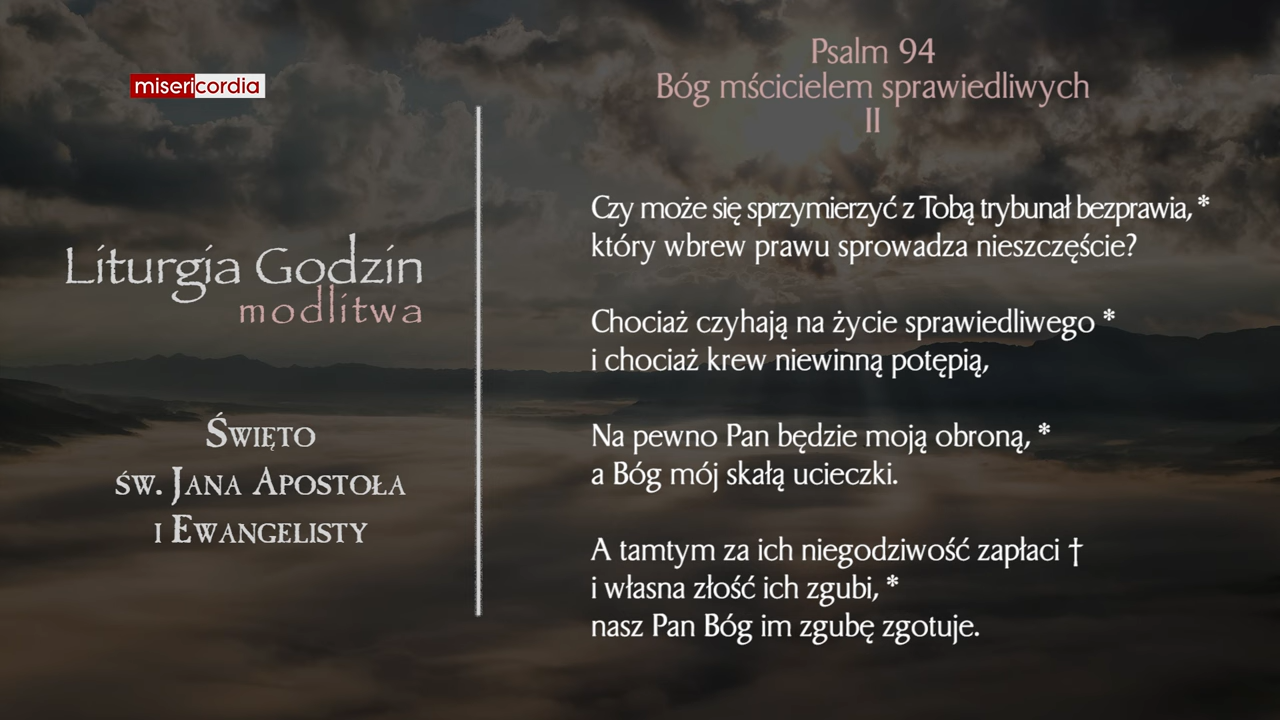 misericordia
Liturgia Godzin
modlitwa
Święto
św. Jana Apostoła
i Ewangelisty
Psalm 94
Bóg mścicielem sprawiedliwych
II
Czy może się sprzymierzyć z Tobą trybunał bezprawia, *
który wbrew prawu sprowadza nieszczęście?
Chociaż czyhają na życie sprawiedliwego *
i chociaż krew niewinną potępią,
Na pewno Pan będzie moją obroną, *
a Bóg mój skałą ucieczki.
A tamtym za ich niegodziwość zapłaci †
i własna złość ich zgubi, *
nasz Pan Bóg im zgubę zgotuje.